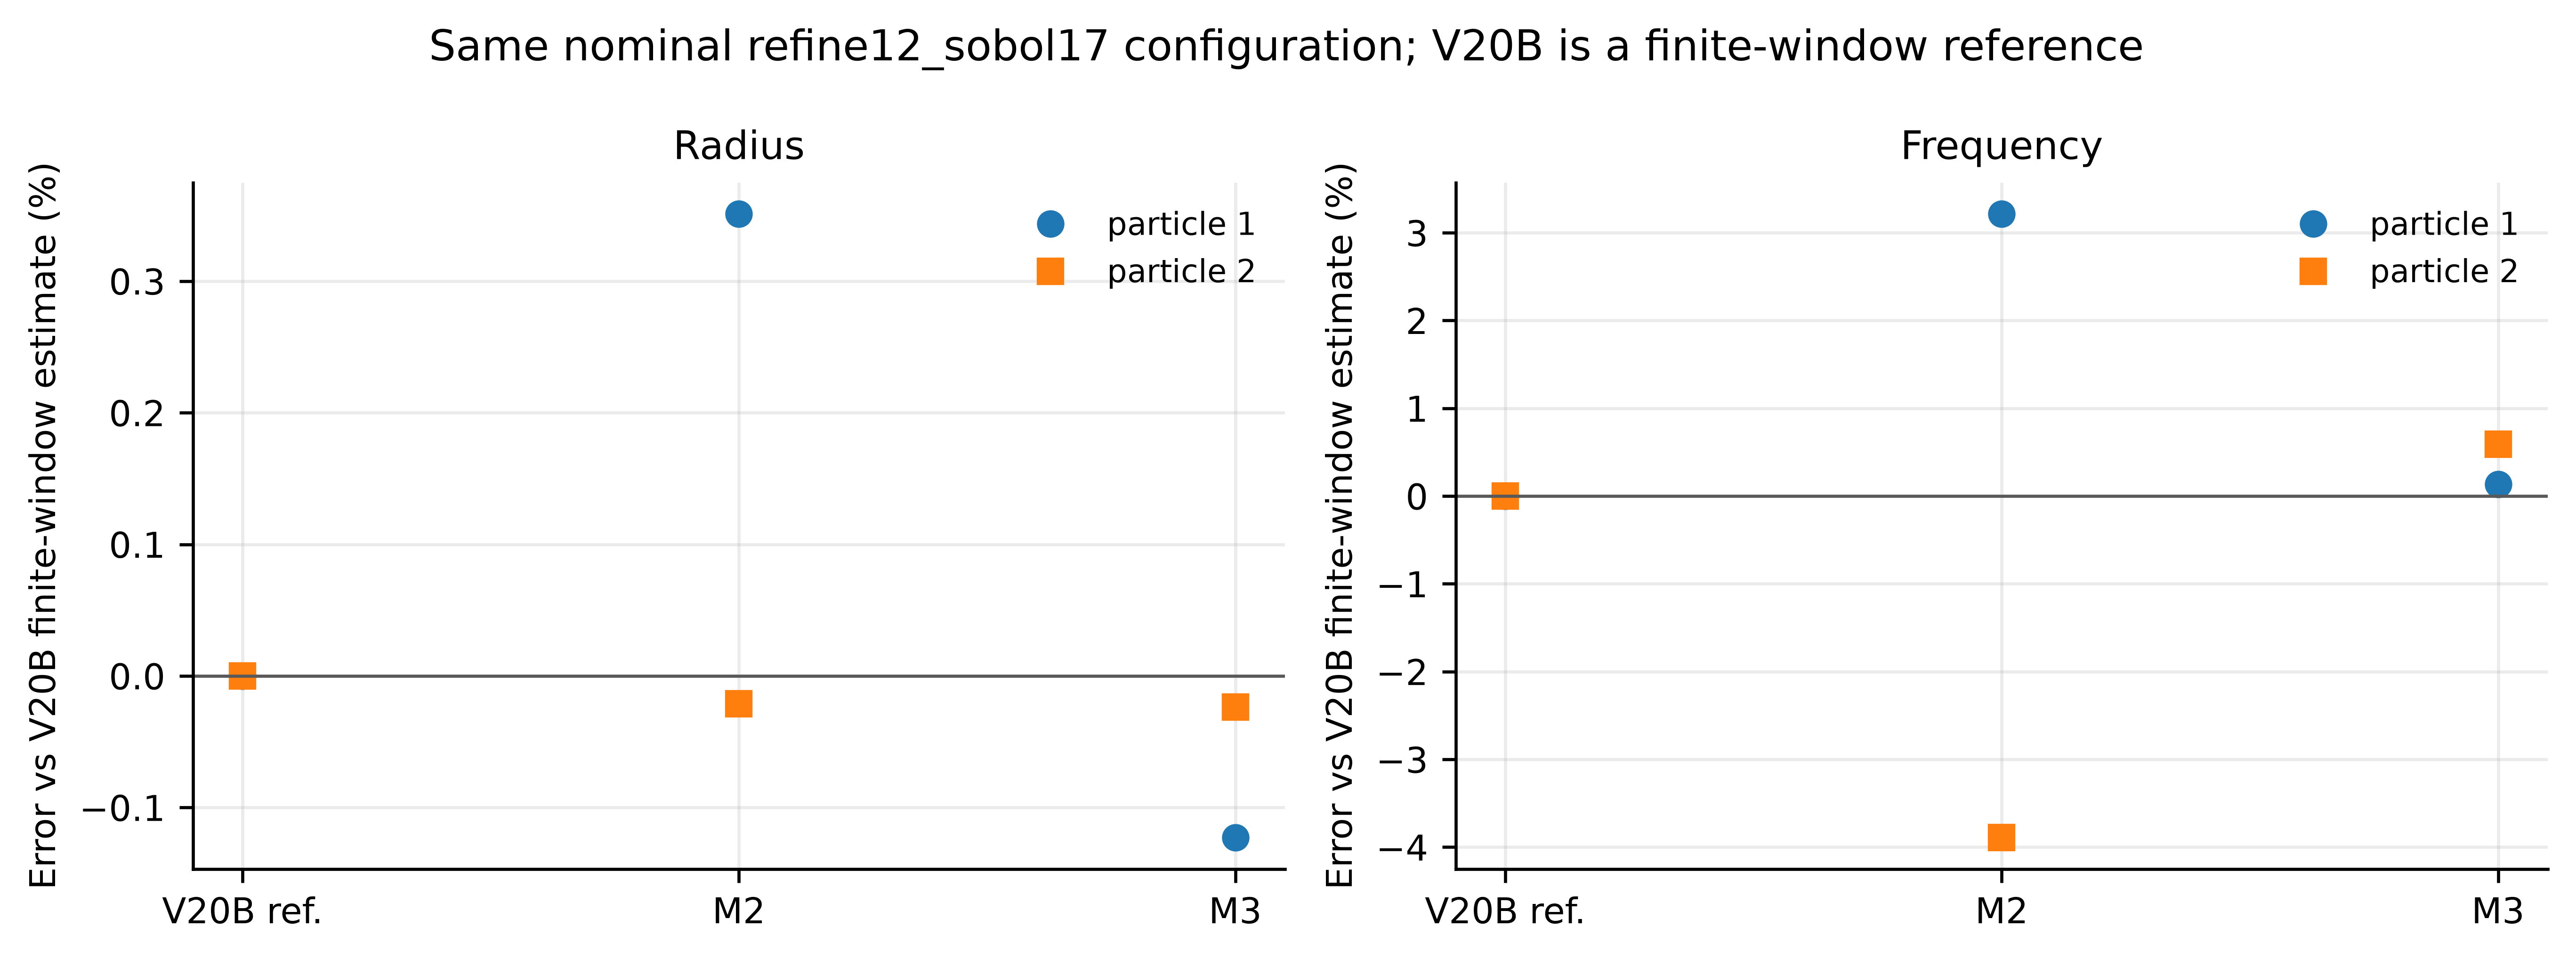 Same nominal refine12_sobol17 configuration; V20B is a finite-window reference
Radius
Error vs V20B finite-window estimate (%)
0.3
0.2
0.1
0.0
−0.1
particle 1
particle 2
V20B ref.
M2
M3
Frequency
Error vs V20B finite-window estimate (%)
3
2
1
0
−1
−2
−3
−4
particle 1
particle 2
V20B ref.
M2
M3